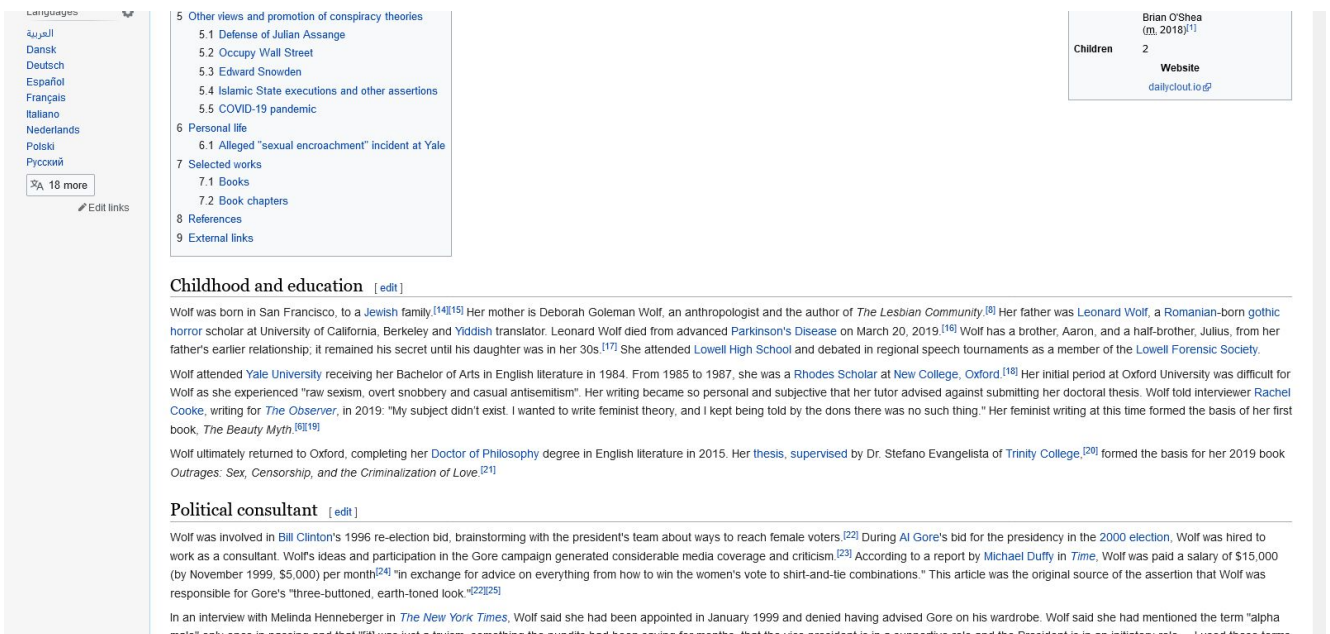 Languages
العربية
Dansk
Deutsch
Español
Français
Italiano
Nederlands
Polski
Русский
18 more
Edit links
5 Other views and promotion of conspiracy theories
5.1 Defense of Julian Assange
5.2 Occupy Wall Street
5.3 Edward Snowden
5.4 Islamic State executions and other assertions
5.5 COVID-19 pandemic
6 Personal life
6.1 Alleged "sexual encroachment" incident at Yale
7 Selected works
7.1 Books
7.2 Book chapters
8 References
9 External links
Brian O'Shea
(m. 2018)[1]
Children 2
Website
dailyclout.io
Childhood and education [ edit ]
Wolf was born in San Francisco, to a Jewish family.[14][15] Her mother is Deborah Goleman Wolf, an anthropologist and the author of The Lesbian Community.[8] Her father was Leonard Wolf, a Romanian-born gothic
horror scholar at University of California, Berkeley and Yiddish translator. Leonard Wolf died from advanced Parkinson's Disease on March 20, 2019.[16] Wolf has a brother, Aaron, and a half-brother, Julius, from her
father's earlier relationship; it remained his secret until his daughter was in her 30s.[17] She attended Lowell High School and debated in regional speech tournaments as a member of the Lowell Forensic Society.
Wolf attended Yale University receiving her Bachelor of Arts in English literature in 1984. From 1985 to 1987, she was a Rhodes Scholar at New College, Oxford.[18] Her initial period at Oxford University was difficult for
Wolf as she experienced "raw sexism, overt snobbery and casual antisemitism". Her writing became so personal and subjective that her tutor advised against submitting her doctoral thesis. Wolf told interviewer Rachel
Cooke, writing for The Observer, in 2019: "My subject didn't exist. I wanted to write feminist theory, and I kept being told by the dons there was no such thing." Her feminist writing at this time formed the basis of her first
book, The Beauty Myth.[6][19]
Wolf ultimately returned to Oxford, completing her Doctor of Philosophy degree in English literature in 2015. Her thesis, supervised by Dr. Stefano Evangelista of Trinity College,[20] formed the basis for her 2019 book
Outrages: Sex, Censorship, and the Criminalization of Love.[21]
Political consultant [ edit ]
Wolf was involved in Bill Clinton's 1996 re-election bid, brainstorming with the president's team about ways to reach female voters.[22] During Al Gore's bid for the presidency in the 2000 election, Wolf was hired to
work as a consultant. Wolf's ideas and participation in the Gore campaign generated considerable media coverage and criticism.[23] According to a report by Michael Duffy in Time, Wolf was paid a salary of $15,000
(by November 1999, $5,000) per month[24] "in exchange for advice on everything from how to win the women's vote to shirt-and-tie combinations." This article was the original source of the assertion that Wolf was
responsible for Gore's "three-buttoned, earth-toned look."[22][25]
In an interview with Melinda Henneberger in The New York Times, Wolf said she had been appointed in January 1999 and denied having advised Gore on his wardrobe. Wolf said she had mentioned the term "alpha